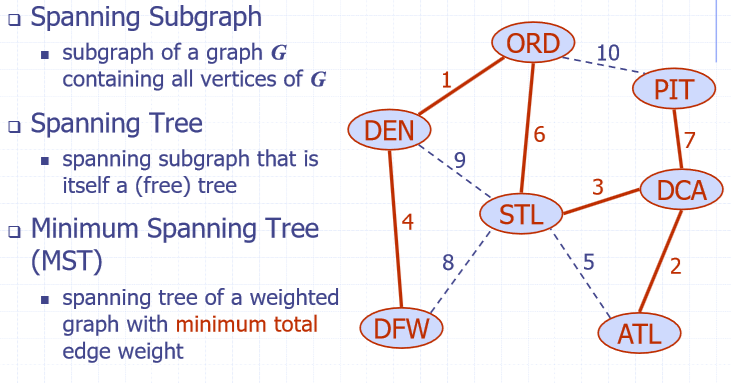 Spanning Subgraph
subgraph of a graph G
containing all vertices of G
Spanning Tree
spanning subgraph that is
itself a (free) tree
Minimum Spanning Tree
(MST)
spanning tree of a weighted
graph with minimum total
edge weight
ORD
10
PIT
1
DEN
6
7
9
3
DCA
STL
4
8
5
2
DFW
ATL